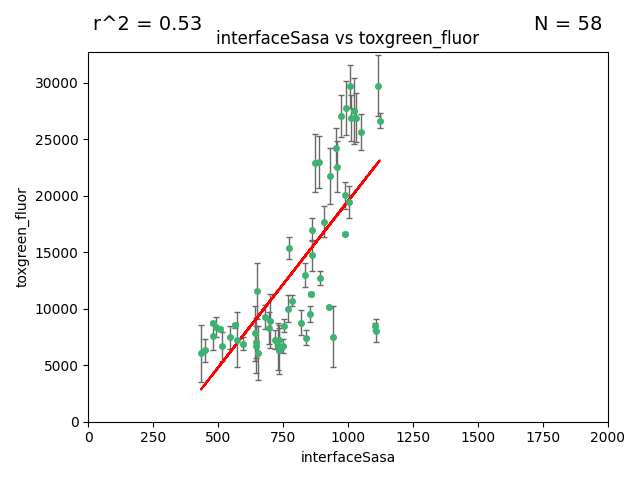 r^2 = 0.53
N = 58
interfaceSasa vs toxgreen_fluor
30000
25000
20000
15000
10000
5000
0
toxgreen_fluor
0 250 500 750 1000 1250 1500 1750 2000
interfaceSasa